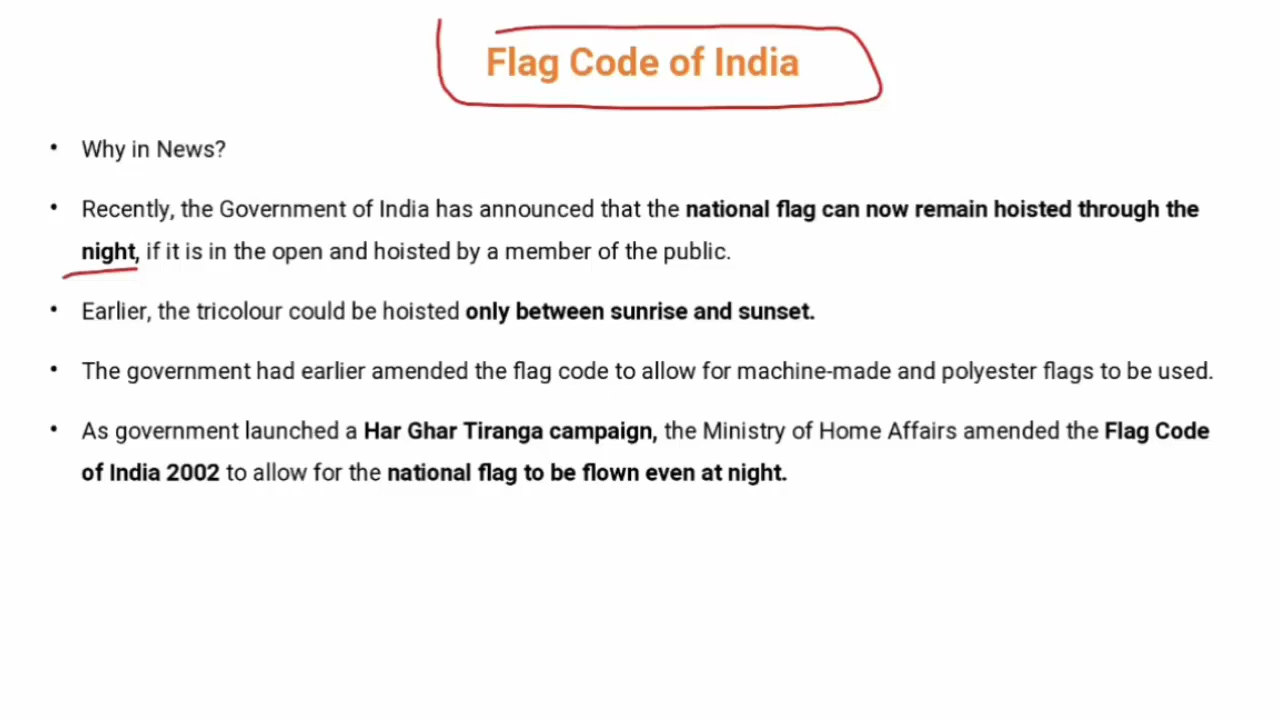 Flag Code of India
• Why in News?
• Recently, the Government of India has announced that the national flag can now remain hoisted through the
night, if it is in the open and hoisted by a member of the public.
• Earlier, the tricolour could be hoisted only between sunrise and sunset.
• The government had earlier amended the flag code to allow for machine-made and polyester flags to be used.
• As government launched a Har Ghar Tiranga campaign, the Ministry of Home Affairs amended the Flag Code
of India 2002 to allow for the national flag to be flown even at night.